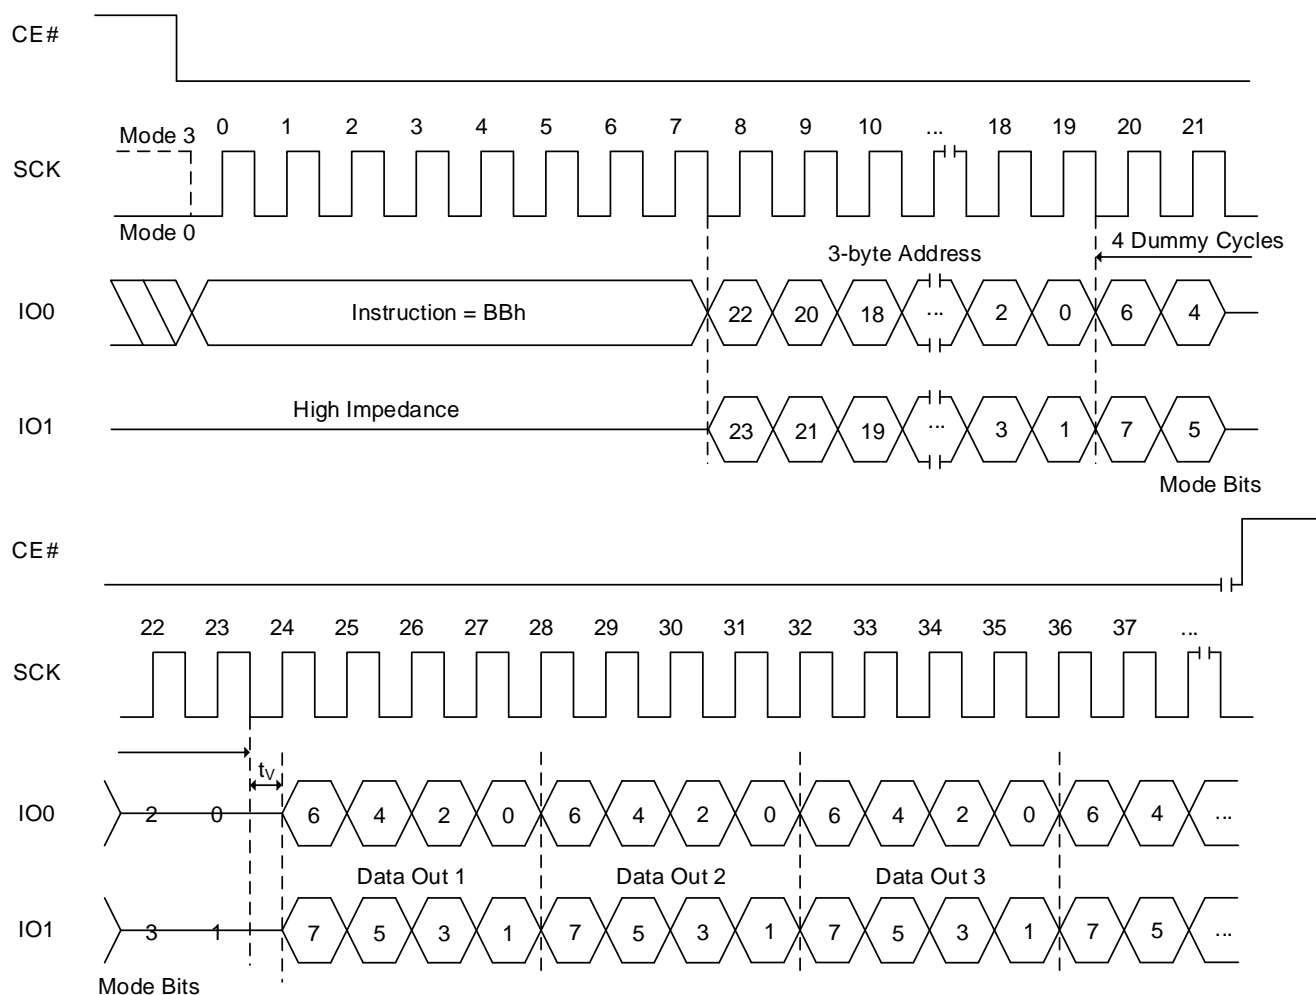 CE#
0 1 2 3 4 5 6 7 8 9 10 ... 18 19 20 21
Mode 3
SCK
Mode 0
3-byte Address
4 Dummy Cycles
IO0 Instruction = BBh 22 20 18 ... 2 0 6 4
High Impedance
IO1 23 21 19 ... 3 1 7 5
Mode Bits
CE#
22 23 24 25 26 27 28 29 30 31 32 33 34 35 36 37 ...
SCK
tV
IO0 2 0 6 4 2 0 6 4 2 0 6 4 2 0 6 4 ...
Data Out 1 Data Out 2 Data Out 3
IO1 3 1 7 5 3 1 7 5 3 1 7 5 3 1 7 5 ...
Mode Bits